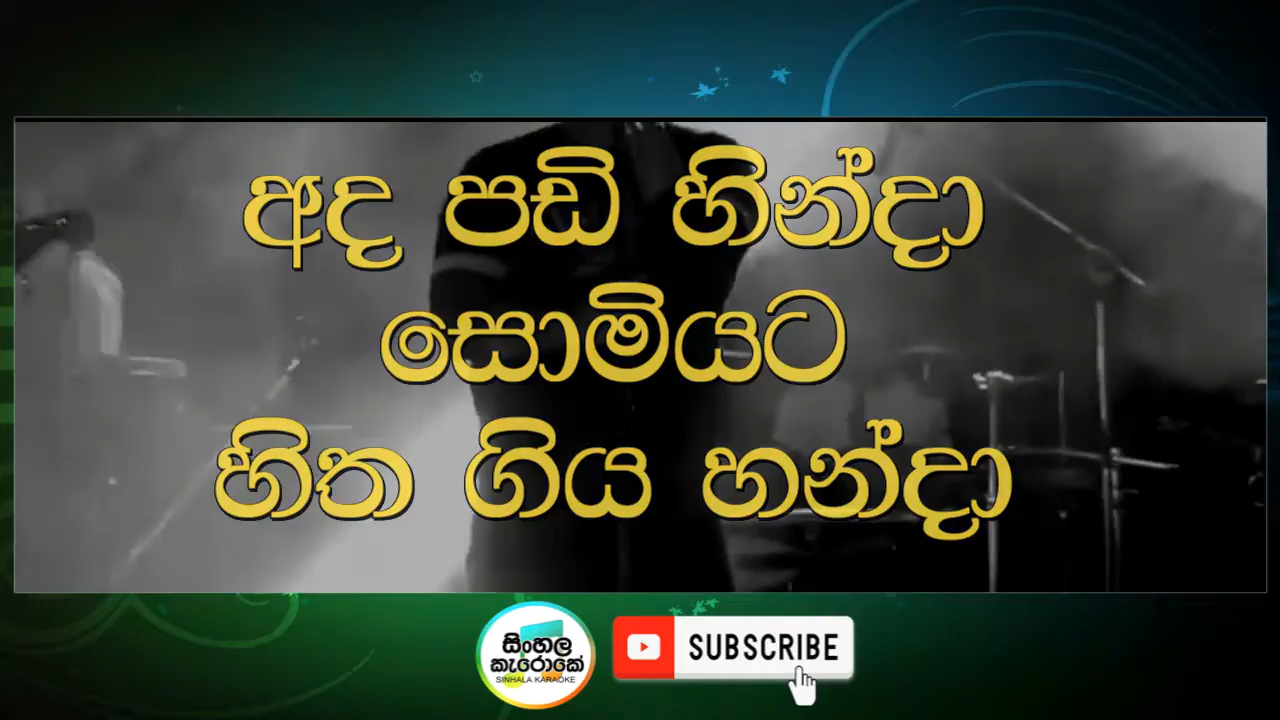 අද පඩි හින්දා
සොමියට
හිත ගිය හන්දා
සිංහල
කැරොකේ
SINHALA KARAOKE
SUBSCRIBE